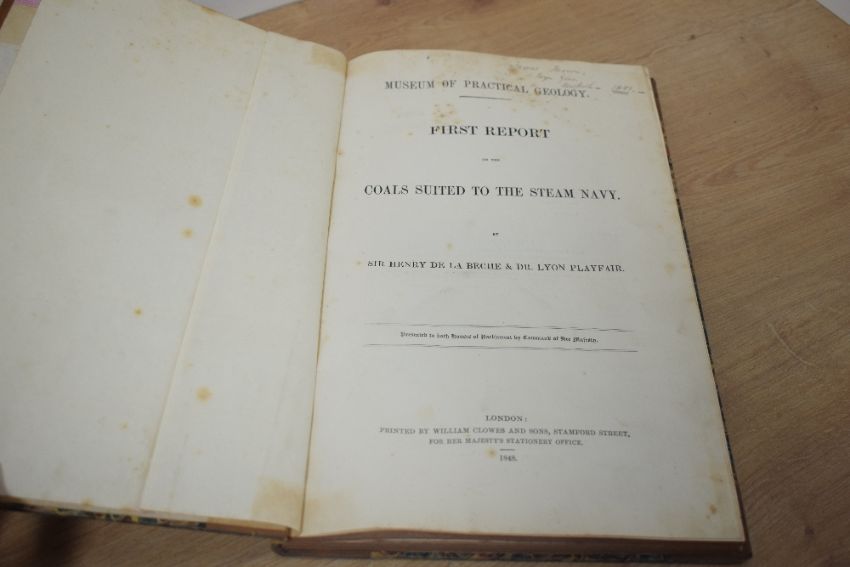 MUSEUM OF PRACTICAL GEOLOGY.
FIRST REPORT
ON THE
COALS SUITED TO THE STEAM NAVY.
BY
SIR HENRY DE LA BECHE & DR. LYON PLAYFAIR.
Presented to both Houses of Parliament by Command of Her Majesty.
LONDON:
PRINTED BY WILLIAM CLOWES AND SONS, STAMFORD STREET,
FOR HER MAJESTY'S STATIONERY OFFICE.
1848.